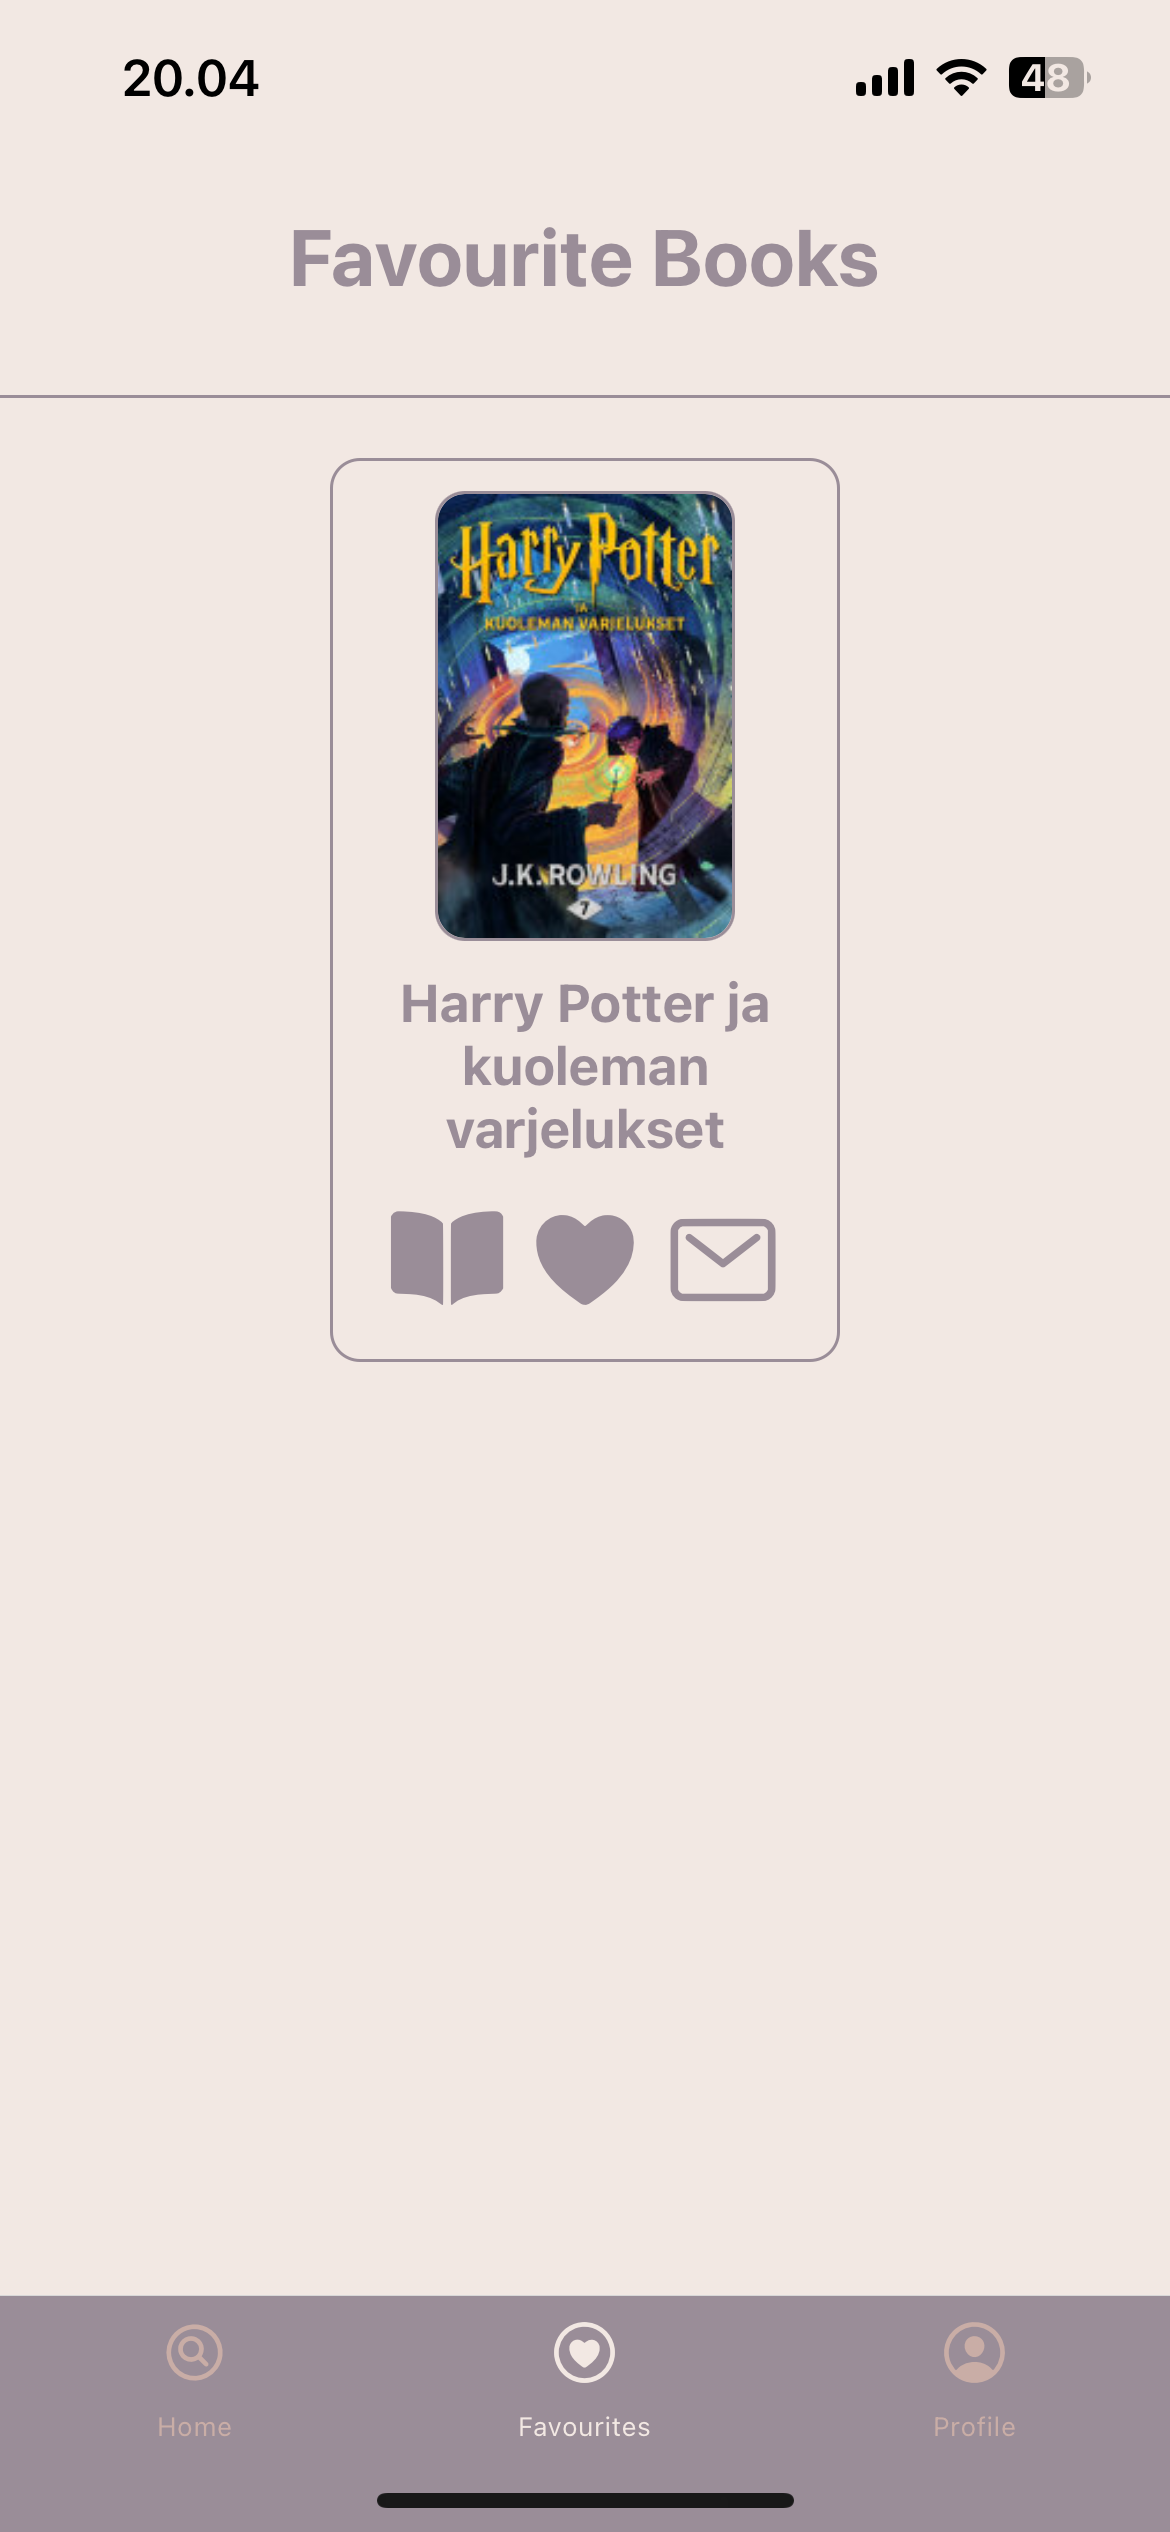 20.04
48
Favourite Books
Harry Potter
JA
KUOLEMAN VARJELUKSET
J.K. ROWLING
7
Harry Potter ja
kuoleman
varjelukset
Home
Favourites
Profile